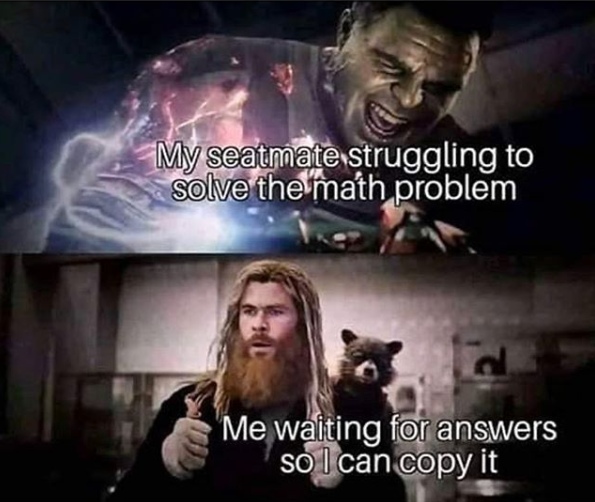 My seatmate struggling to
solve the math problem
Me waiting for answers
so I can copy it